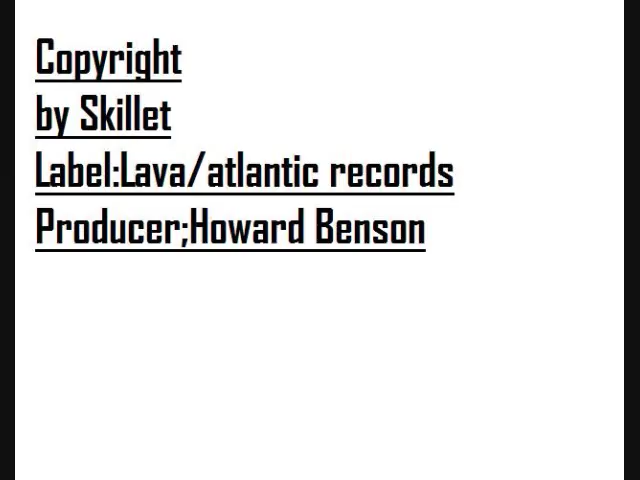 Copyright
by Skillet
Label:Lava/atlantic records
Producer;Howard Benson